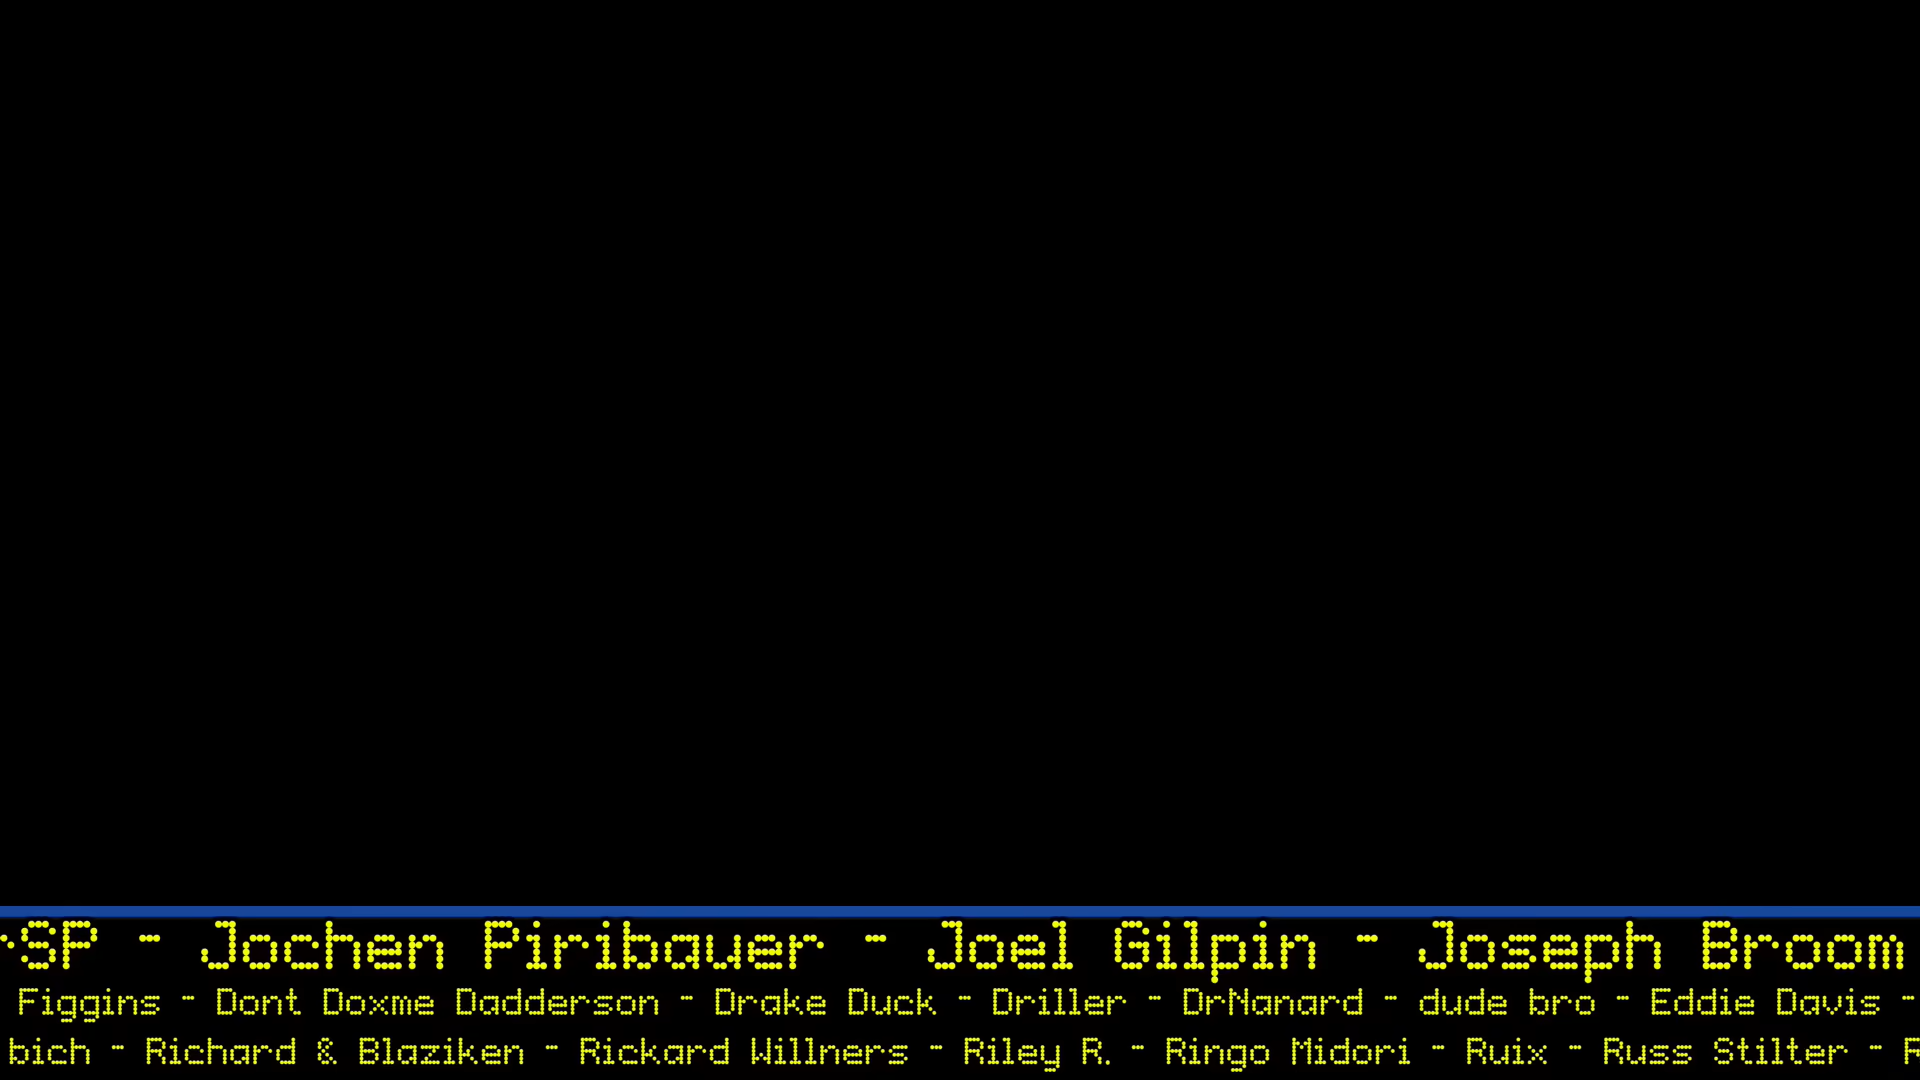 rSP - Jochen Piribauer - Joel Gilpin - Joseph Broom
Figgins - Dont Doxme Dadderson - Drake Duck - Driller - DrNanard - dude bro - Eddie Davis -
bich - Richard & Blaziken - Rickard Willners - Riley R. - Ringo Midori - Ruix - Russ Stilter - R